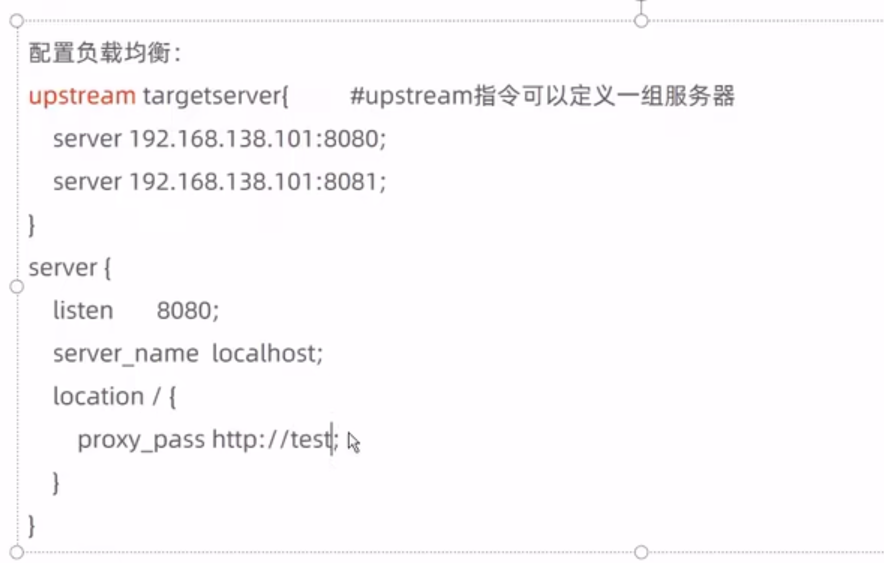 配置负载均衡：
upstream targetserver{ #upstream指令可以定义一组服务器
server 192.168.138.101:8080;
server 192.168.138.101:8081;
}
server {
listen 8080;
server_name localhost;
location / {
proxy_pass http://test;
}
}